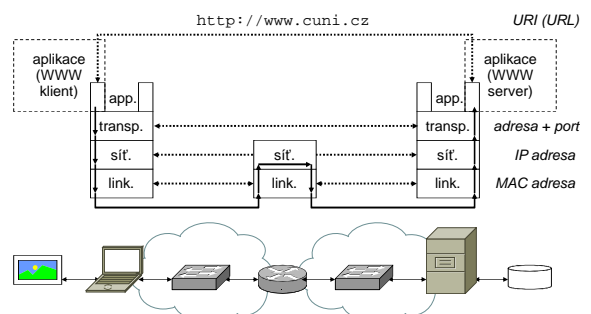 http://www.cuni.cz
URI (URL)
aplikace
(WWW
klient)
aplikace
(WWW
server)
app.
app.
transp.
transp.
adresa + port
síť.
síť.
síť.
IP adresa
link.
link.
link.
MAC adresa